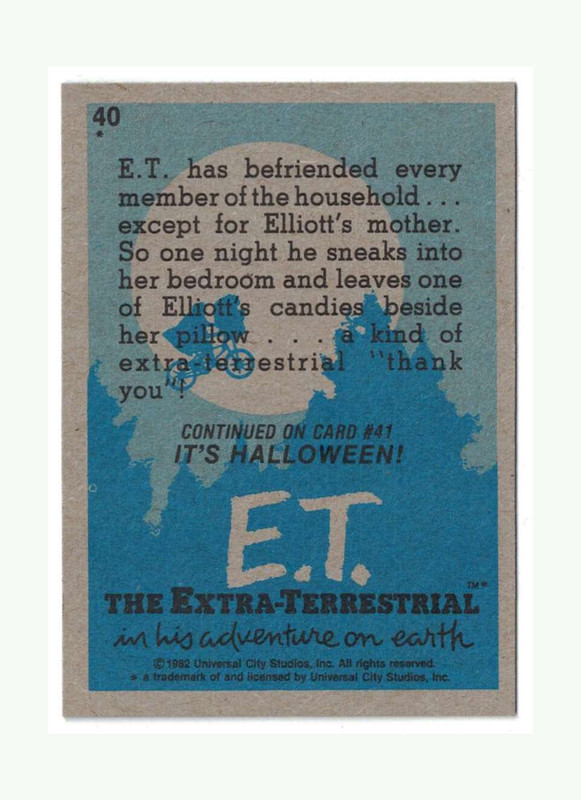 40
*
E.T. has befriended every
member of the household . . .
except for Elliott's mother.
So one night he sneaks into
her bedroom and leaves one
of Elliott's candies beside
her pillow . . . a kind of
extra-terrestrial "thank
you"!
CONTINUED ON CARD #41
IT'S HALLOWEEN!
E.T.
THE EXTRA-TERRESTRIAL ™*
in his adventure on earth
© 1982 Universal City Studios, Inc. All rights reserved.
* a trademark of and licensed by Universal City Studios, Inc.